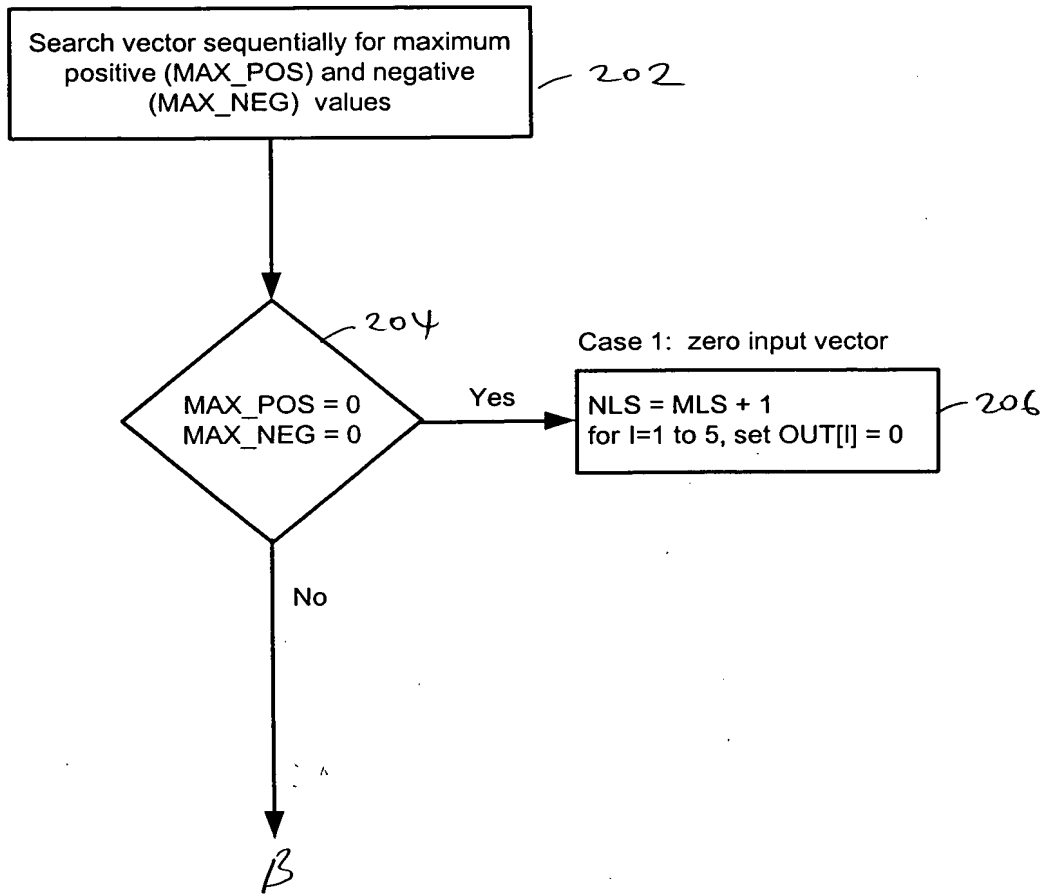 Search vector sequentially for maximum
positive (MAX_POS) and negative
(MAX_NEG) values
202
204
MAX_POS = 0
MAX_NEG = 0
Yes
Case 1: zero input vector
NLS = MLS + 1
for I=1 to 5, set OUT[I] = 0
206
No
β